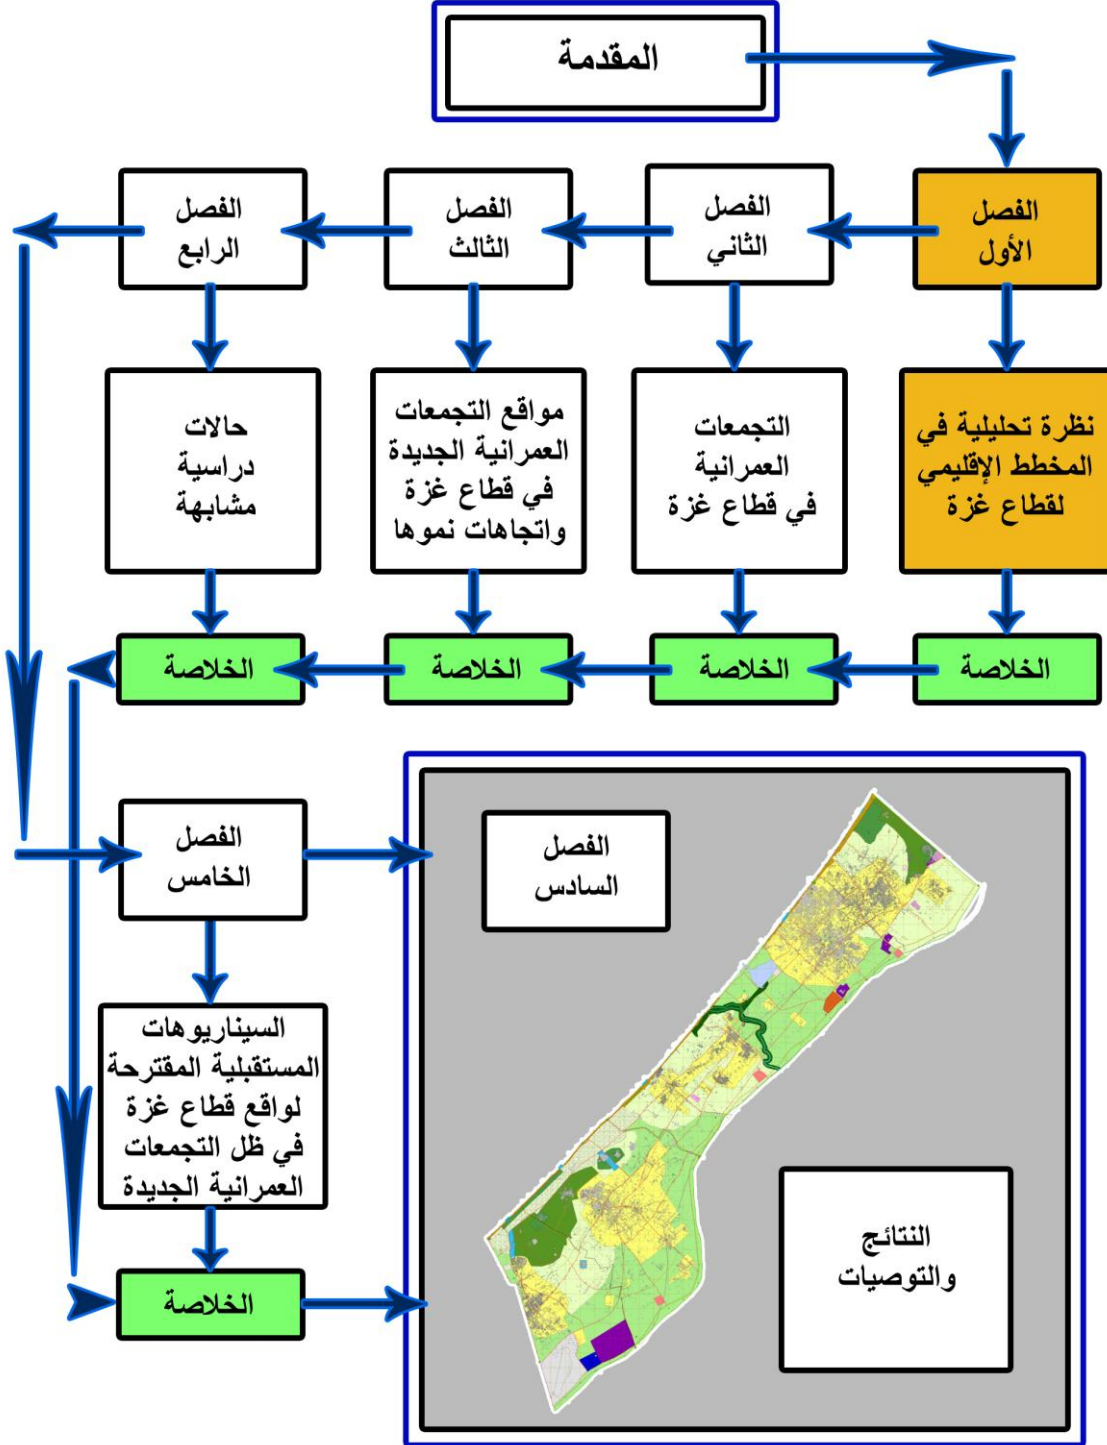 المقدمة
الفصل
الأول
الفصل
الثاني
الفصل
الثالث
الفصل
الرابع
نظرة تحليلية في
المخطط الإقليمي
لقطاع غزة
التجمعات
العمرانية
في قطاع غزة
مواقع التجمعات
العمرانية الجديدة
في قطاع غزة
واتجاهات نموها
حالات
دراسية
مشابهة
الخلاصة
الخلاصة
الخلاصة
الخلاصة
الفصل
الخامس
الفصل
السادس
السيناريوهات
المستقبلية المقترحة
لواقع قطاع غزة
في ظل التجمعات
العمرانية الجديدة
النتائج
والتوصيات
الخلاصة